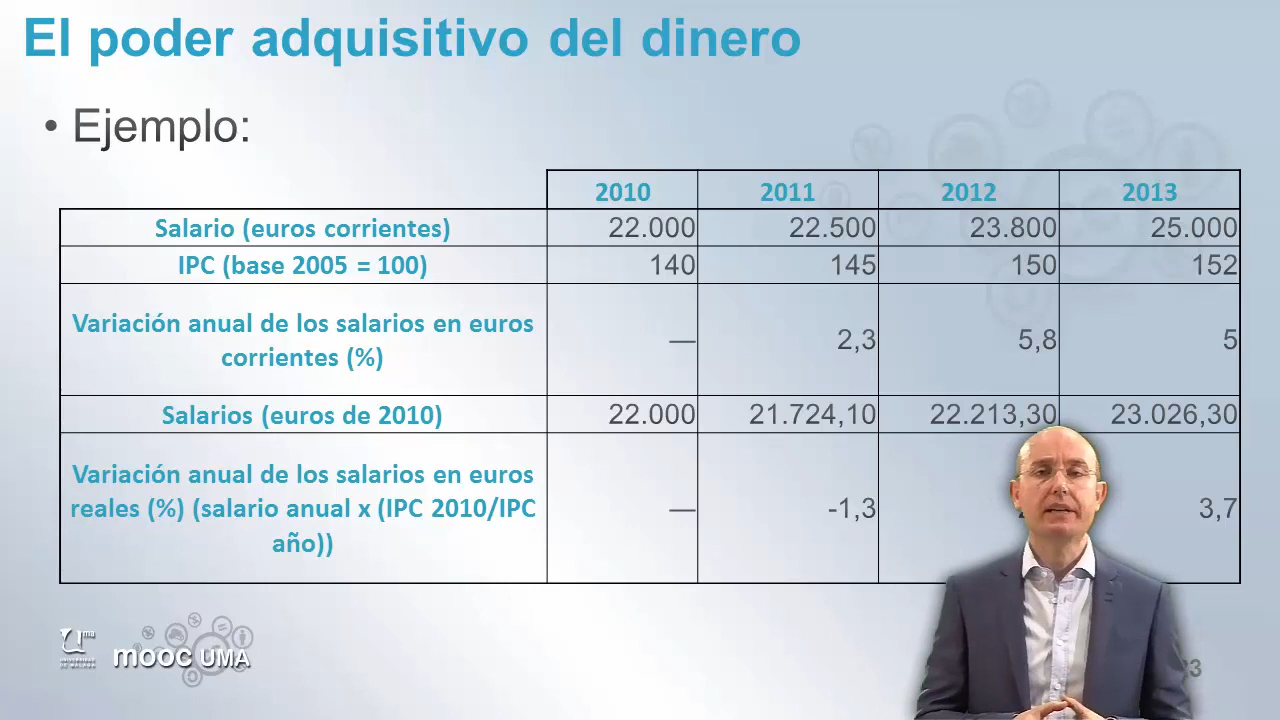 El poder adquisitivo del dinero
• Ejemplo:
2010 2011 2012 2013
Salario (euros corrientes) 22.000 22.500 23.800 25.000
IPC (base 2005 = 100) 140 145 150 152
Variación anual de los salarios en euros
corrientes (%) — 2,3 5,8 5
Salarios (euros de 2010) 22.000 21.724,10 22.213,30 23.026,30
Variación anual de los salarios en euros
reales (%) (salario anual x (IPC 2010/IPC
año)) — -1,3 3,7
uma
UNIVERSIDAD
DE MÁLAGA
mooc UMA